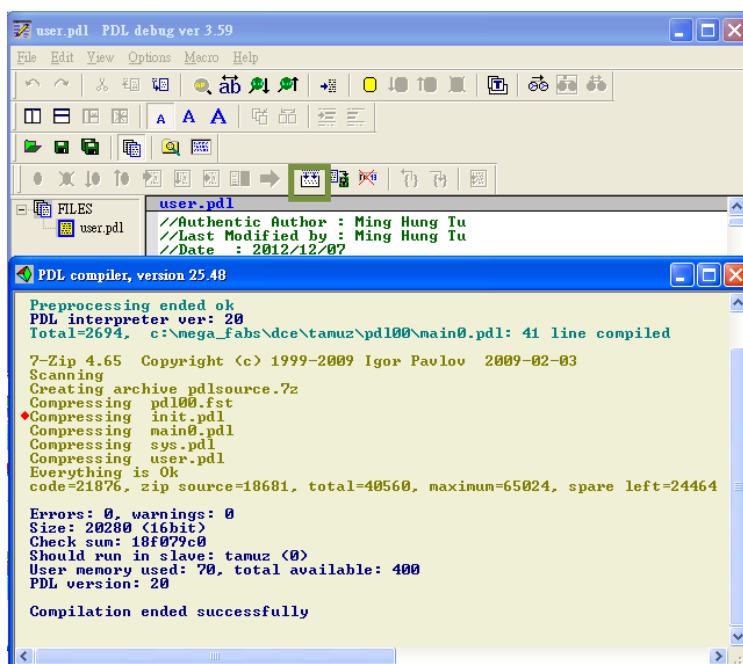 user.pdl PDL debug ver 3.59
File Edit View Options Macro Help
FILES
user.pdl
user.pdl
//Authentic Author : Ming Hung Tu
//Last Modified by : Ming Hung Tu
//Date : 2012/12/07
PDL compiler, version 25.48
Preprocessing ended ok
PDL interpreter ver: 20
Total=2694, c:\mega_fabs\dce\tamuz\pdl00\main0.pdl: 41 line compiled
7-Zip 4.65 Copyright (c) 1999-2009 Igor Pavlov 2009-02-03
Scanning
Creating archive pdlsource.7z
Compressing pdl00.fst
Compressing init.pdl
Compressing main0.pdl
Compressing sys.pdl
Compressing user.pdl
Everything is Ok
code=21876, zip source=18681, total=40560, maximum=65024, spare left=24464
Errors: 0, warnings: 0
Size: 20280 (16bit)
Check sum: 18f079c0
Should run in slave: tamuz (0)
User memory used: 70, total available: 400
PDL version: 20
Compilation ended successfully